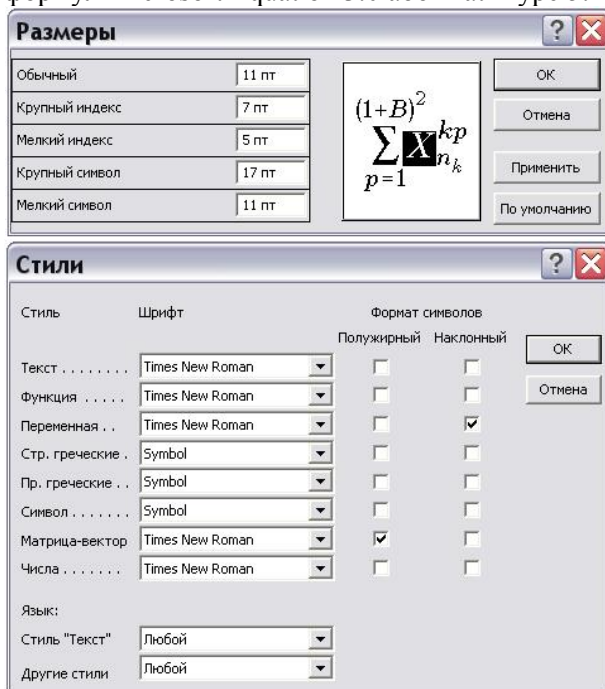 Размеры
Обычный 11 пт
Крупный индекс 7 пт
Мелкий индекс 5 пт
Крупный символ 17 пт
Мелкий символ 11 пт
(1+B)²
∑ X kp n k
p=1
ОК
Отмена
Применить
По умолчанию
Стили
Стиль Шрифт Формат символов
Полужирный Наклонный
Текст . . . . . . . . Times New Roman
Функция . . . . . Times New Roman
Переменная . . Times New Roman
Стр. греческие . Symbol
Пр. греческие . . Symbol
Символ . . . . . . . Symbol
Матрица-вектор Times New Roman
Числа . . . . . . . Times New Roman
ОК
Отмена
Язык:
Стиль "Текст" Любой
Другие стили Любой